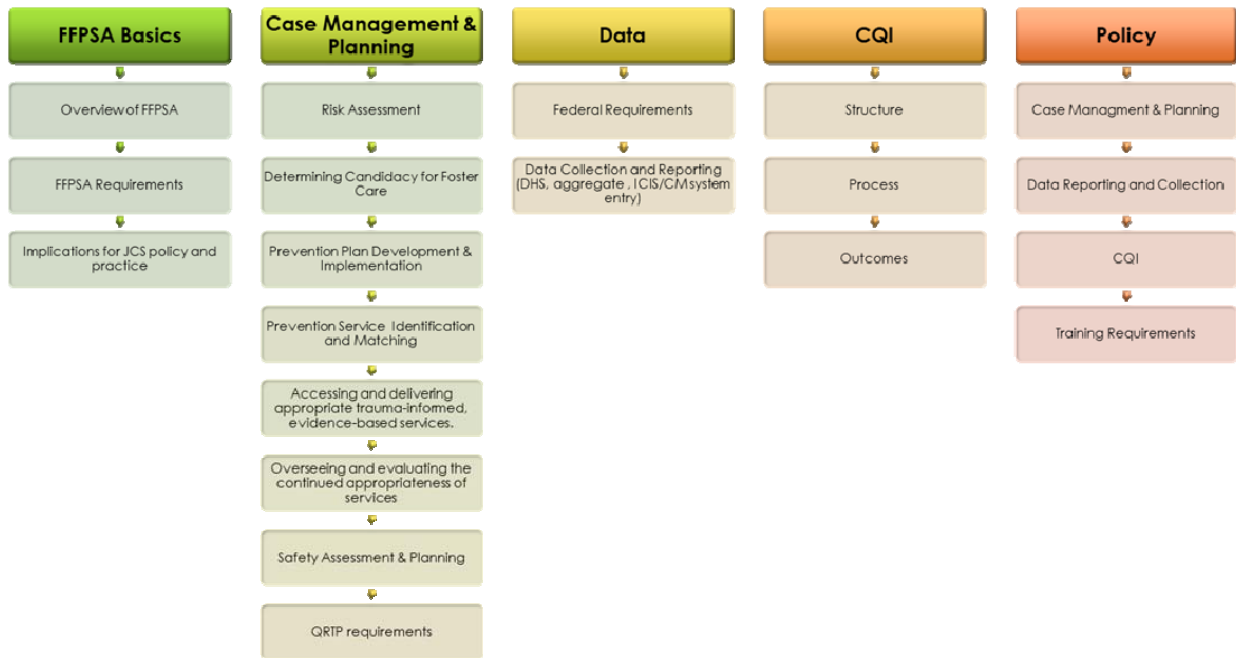 FFPSA Basics
Overview of FFPSA
FFPSA Requirements
Implications for JCS policy and
practice
Case Management &
Planning
Risk Assessment
Determining Candidacy for Foster
Care
Prevention Plan Development &
Implementation
Prevention Service Identification
and Matching
Accessing and delivering
appropriate trauma-informed,
evidence-based services.
Overseeing and evaluating the
continued appropriateness of
services
Safety Assessment & Planning
QRTP requirements
Data
Federal Requirements
Data Collection and Reporting
(DHS, aggregate, ICIS/CM system
entry)
CQI
Structure
Process
Outcomes
Policy
Case Managment & Planning
Data Reporting and Collection
CQI
Training Requirements